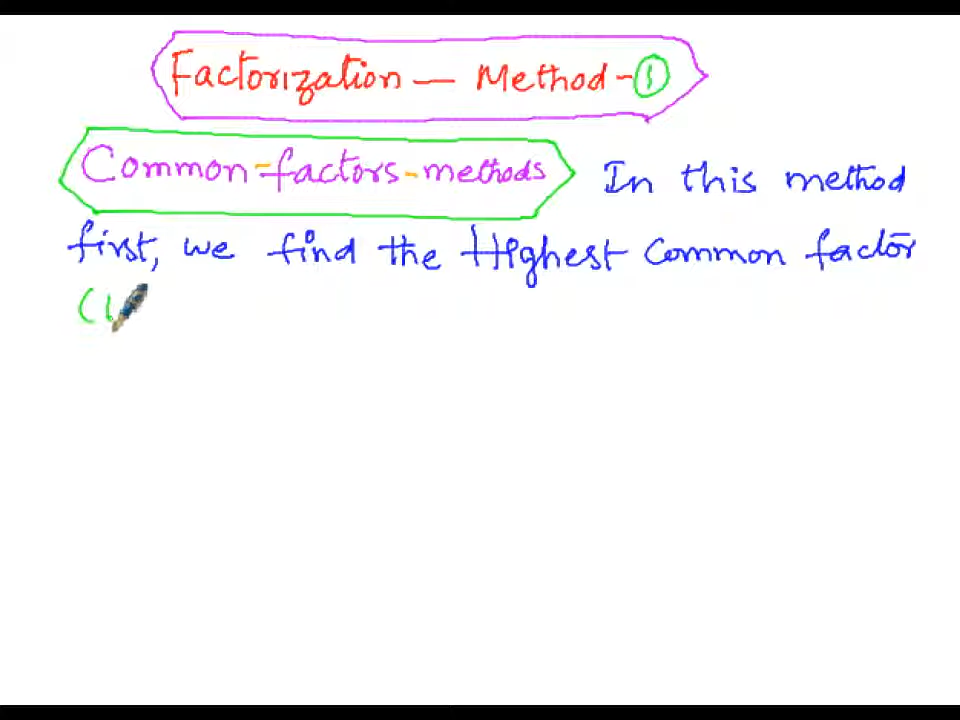 Factorization — Method - ①
Common-factors-methods In this method
first, we find the Highest Common factor
(